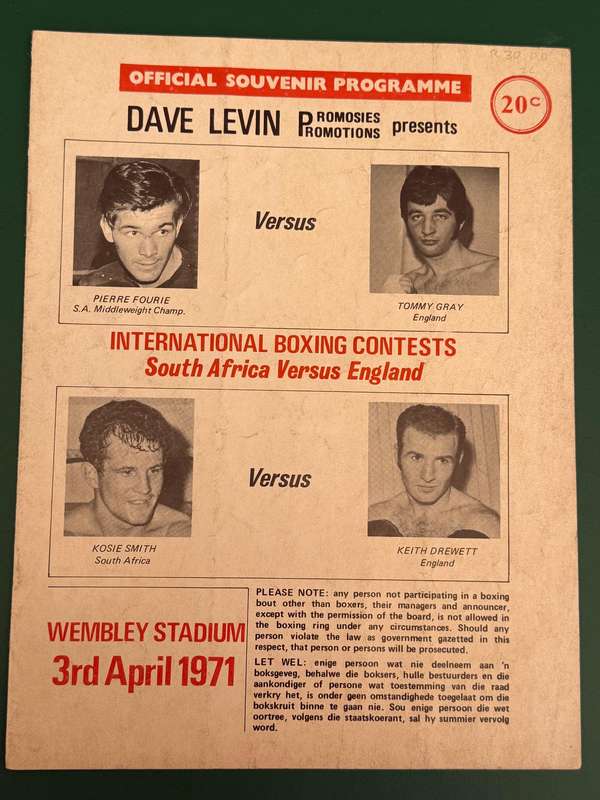 R30,00
OFFICIAL SOUVENIR PROGRAMME
20c
DAVE LEVIN PROMOSIES PROMOTIONS presents
Versus
PIERRE FOURIE
S.A. Middleweight Champ.
TOMMY GRAY
England
INTERNATIONAL BOXING CONTESTS
South Africa Versus England
Versus
KOSIE SMITH
South Africa
KEITH DREWETT
England
WEMBLEY STADIUM
3rd April 1971
PLEASE NOTE: any person not participating in a boxing
bout other than boxers, their managers and announcer,
except with the permission of the board, is not allowed in
the boxing ring under any circumstances. Should any
person violate the law as government gazetted in this
respect, that person or persons will be prosecuted.
LET WEL: enige persoon wat nie deelneem aan 'n
boksgeveg, behalwe die boksers, hulle bestuurders en die
aankondiger of persone wat toestemming van die raad
verkry het, is onder geen omstandighede toegelaat om die
bokskruit binne te gaan nie. Sou enige persoon die wet
oortree, volgens die staatskoerant, sal hy summier vervolg
word.